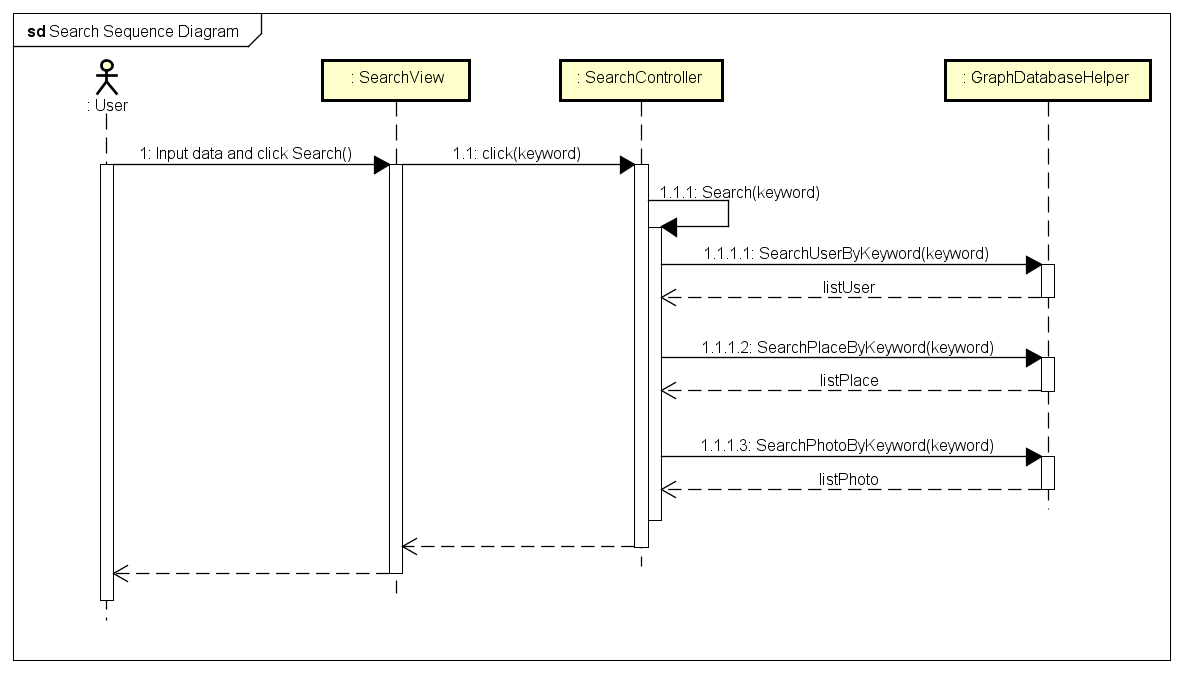 sd Search Sequence Diagram
: User
: SearchView
: SearchController
: GraphDatabaseHelper
1: Input data and click Search()
1.1: click(keyword)
1.1.1: Search(keyword)
1.1.1.1: SearchUserByKeyword(keyword)
listUser
1.1.1.2: SearchPlaceByKeyword(keyword)
listPlace
1.1.1.3: SearchPhotoByKeyword(keyword)
listPhoto